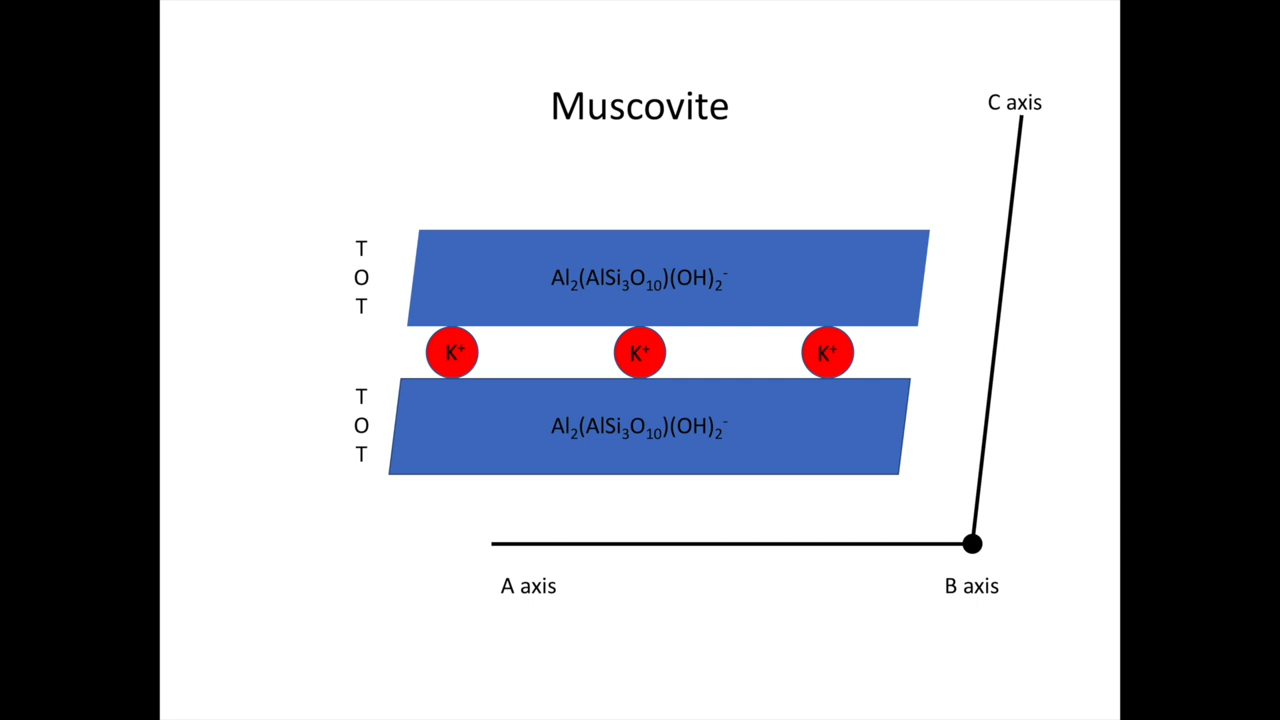 Muscovite
C axis
T
O
T
Al₂(AlSi₃O₁₀)(OH)₂⁻
K⁺ K⁺ K⁺
T
O
T
Al₂(AlSi₃O₁₀)(OH)₂⁻
A axis
B axis